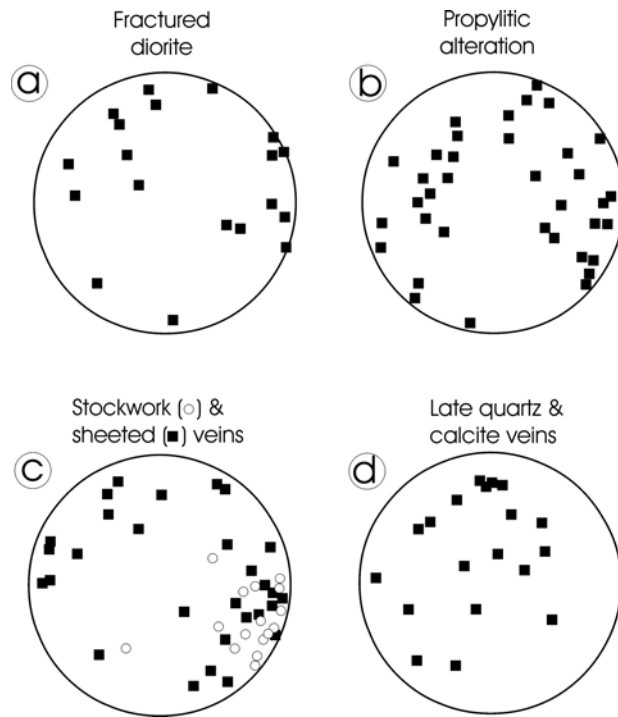 Fractured
diorite
a
Propylitic
alteration
b
Stockwork (○) &
sheeted (■) veins
c
Late quartz &
calcite veins
d